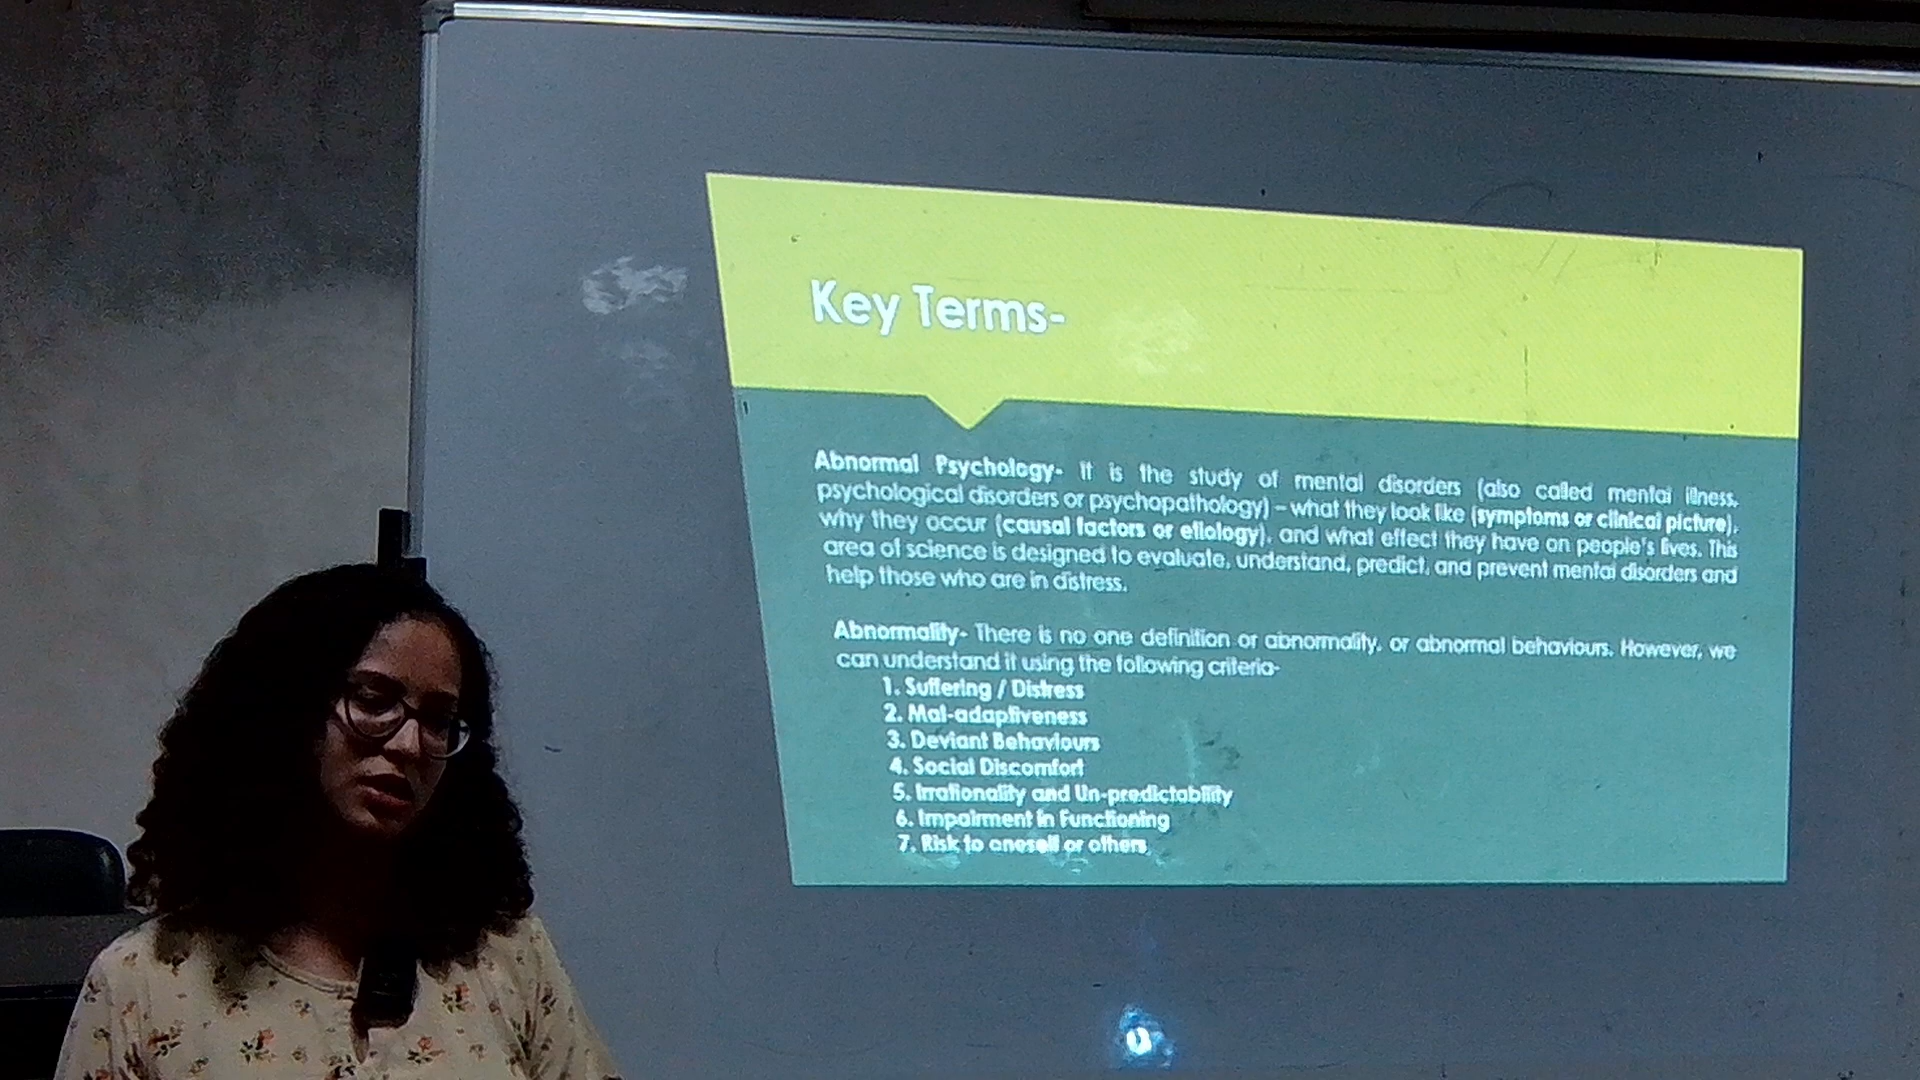 Key Terms-
Abnormal Psychology- It is the study of mental disorders (also called mental illness,
psychological disorders or psychopathology) – what they look like (symptoms or clinical picture),
why they occur (causal factors or etiology), and what effect they have on people's lives. This
area of science is designed to evaluate, understand, predict, and prevent mental disorders and
help those who are in distress.
Abnormality- There is no one definition or abnormality, or abnormal behaviours. However, we
can understand it using the following criteria-
1. Suffering / Distress
2. Mal-adaptiveness
3. Deviant Behaviours
4. Social Discomfort
5. Irrationality and Un-predictability
6. Impairment in Functioning
7. Risk to oneself or others